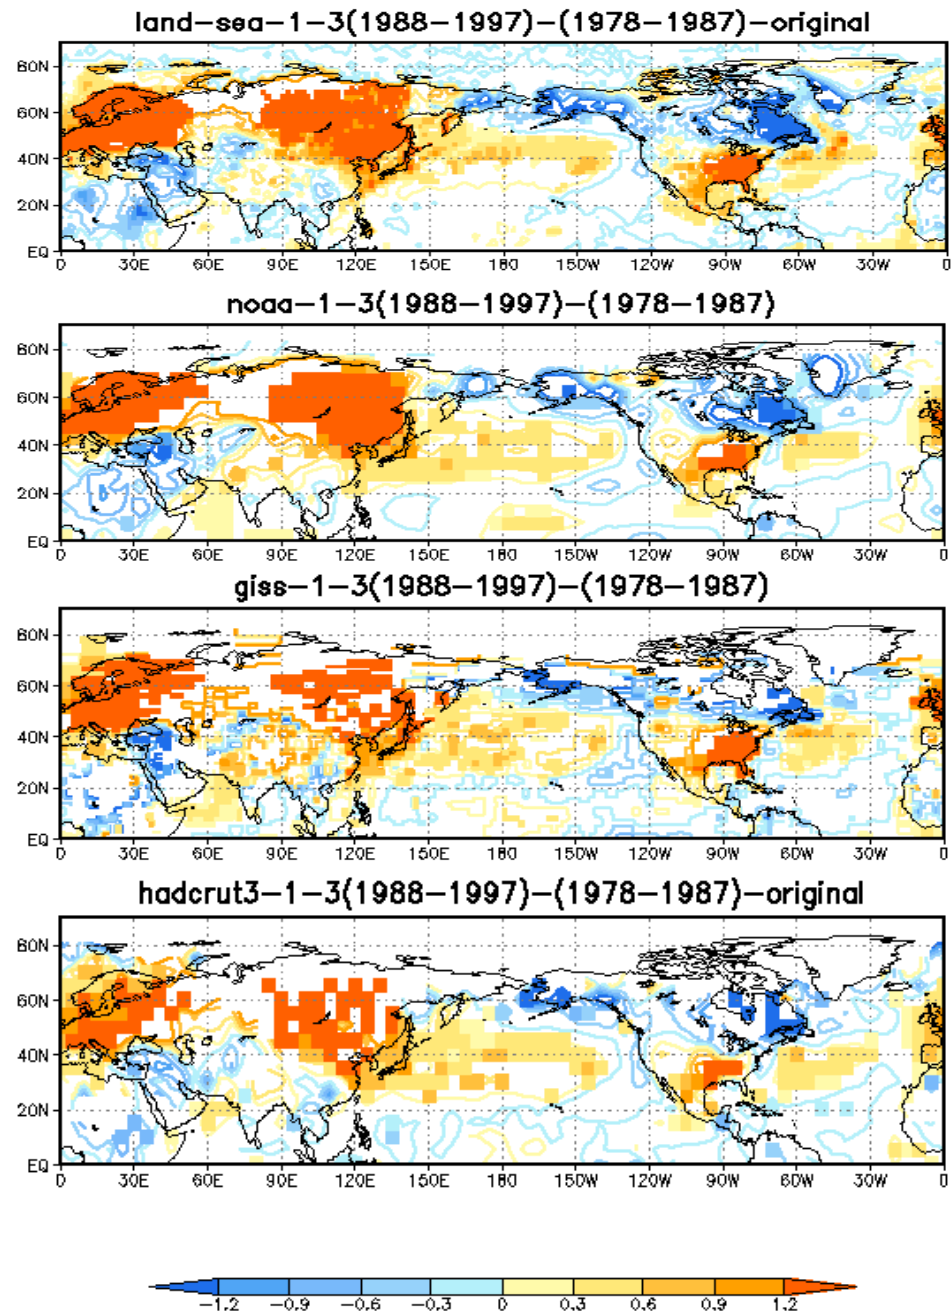 land-sea-1-3(1988-1997)-(1978-1987)-original
80N
60N
40N
20N
EQ
0 30E 60E 90E 120E 150E 180 150W 120W 90W 60W 30W 0
noaa-1-3(1988-1997)-(1978-1987)
80N
60N
40N
20N
EQ
0 30E 60E 90E 120E 150E 180 150W 120W 90W 60W 30W 0
giss-1-3(1988-1997)-(1978-1987)
80N
60N
40N
20N
EQ
0 30E 60E 90E 120E 150E 180 150W 120W 90W 60W 30W 0
hadcrut3-1-3(1988-1997)-(1978-1987)-original
80N
60N
40N
20N
EQ
0 30E 60E 90E 120E 150E 180 150W 120W 90W 60W 30W 0
-1.2 -0.9 -0.6 -0.3 0 0.3 0.6 0.9 1.2